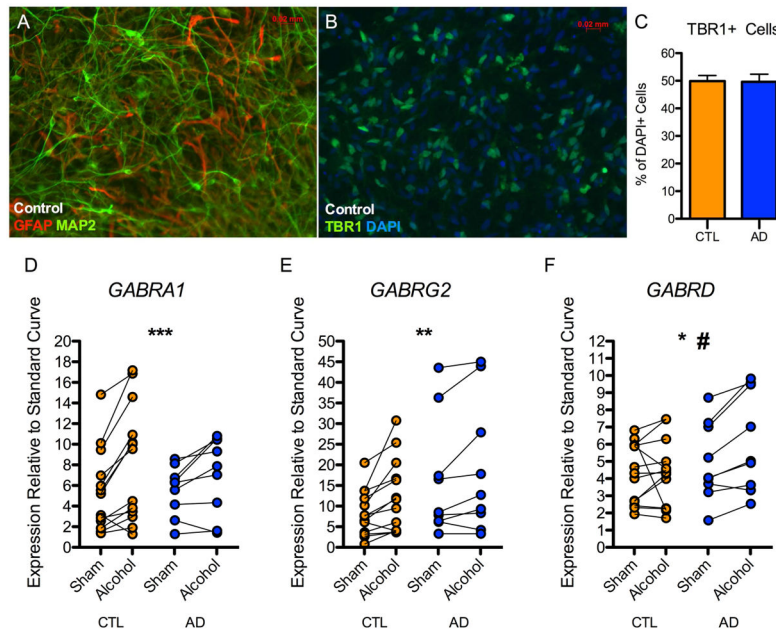 A
0.02 mm
Control
GFAP MAP2
B
0.02 mm
Control
TBR1 DAPI
C
TBR1+ Cells
% of DAPI+ Cells
60
50
40
30
20
10
0
CTL
AD
D
GABRA1
***
Expression Relative to Standard Curve
20
18
16
14
12
10
8
6
4
2
0
Sham
Alcohol
Sham
Alcohol
CTL
AD
E
GABRG2
**
Expression Relative to Standard Curve
50
45
40
35
30
25
20
15
10
5
0
Sham
Alcohol
Sham
Alcohol
CTL
AD
F
GABRD
* #
Expression Relative to Standard Curve
12
11
10
9
8
7
6
5
4
3
2
1
0
Sham
Alcohol
Sham
Alcohol
CTL
AD